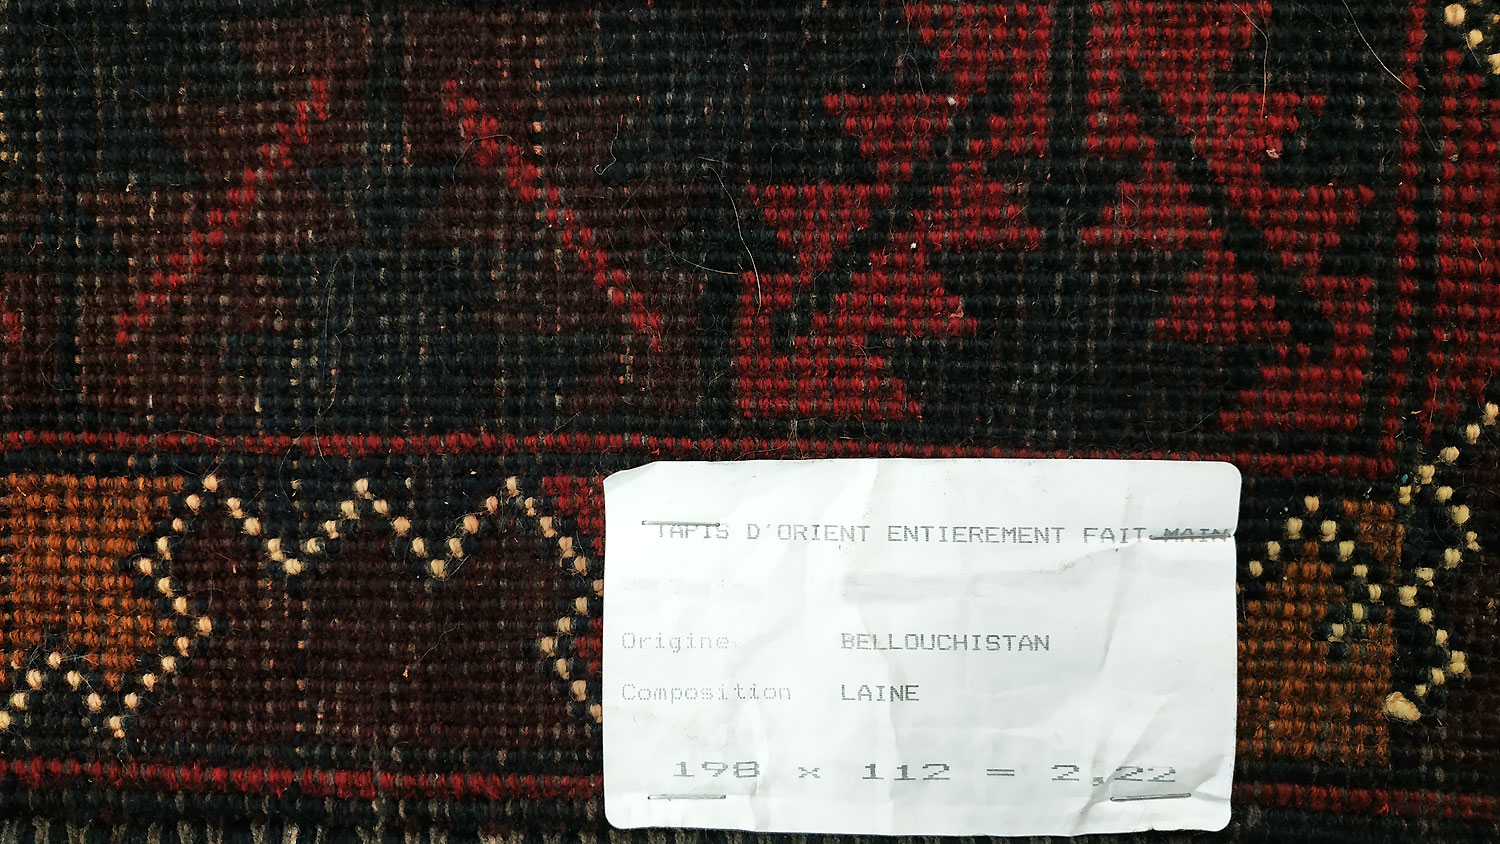 TAPIS D'ORIENT ENTIEREMENT FAIT MAIN
Origine BELLOUCHISTAN
Composition LAINE
198 x 112 = 2,22